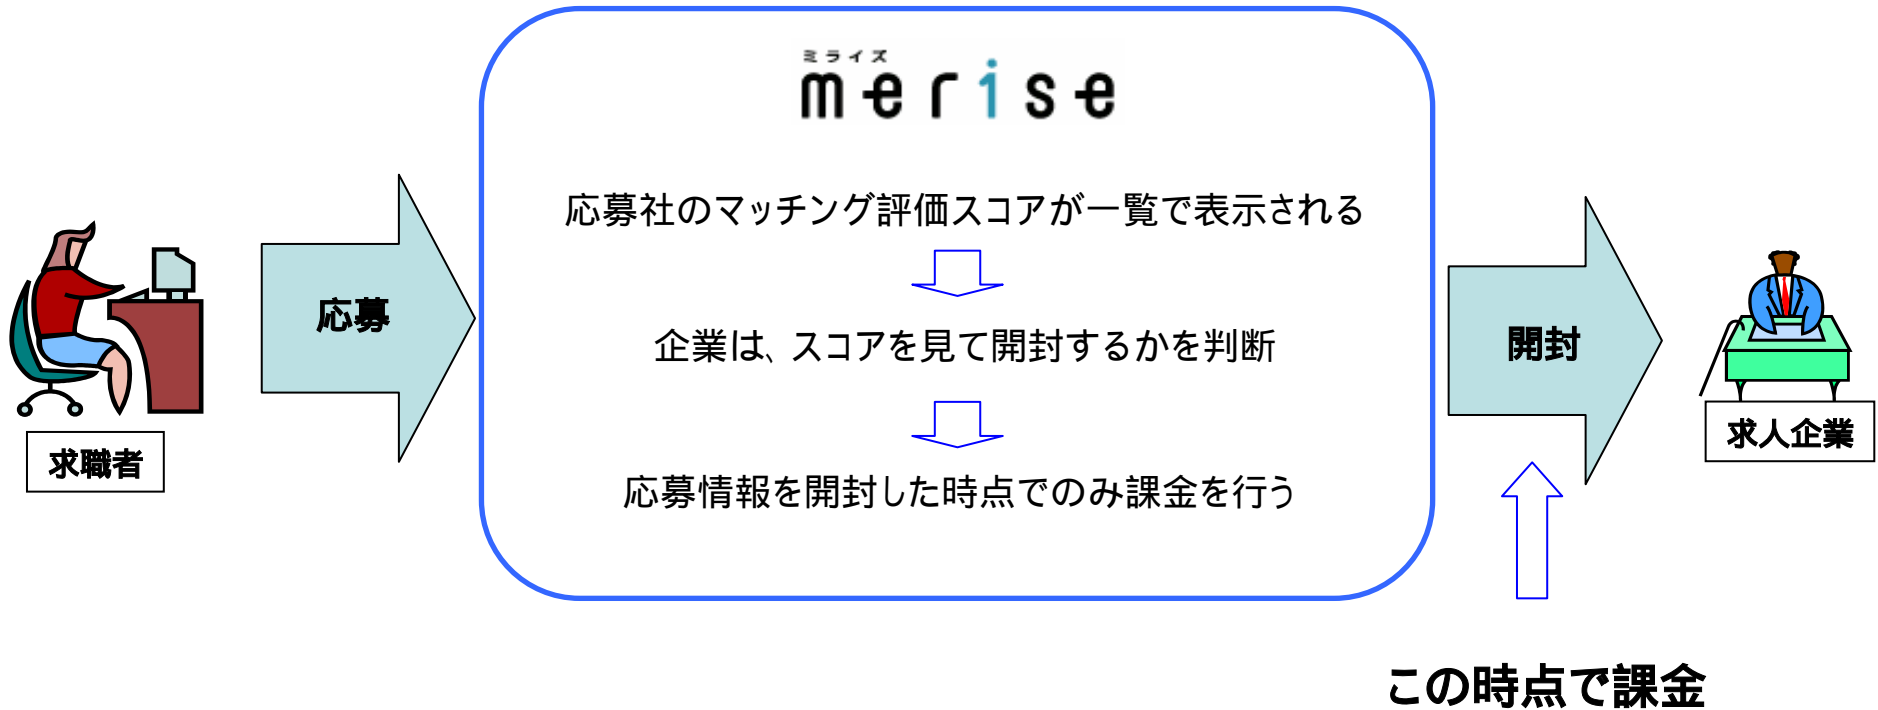 ミライズ
merise
応募社のマッチング評価スコアが一覧で表示される
企業は、スコアを見て開封するかを判断
応募情報を開封した時点でのみ課金を行う
応募
開封
求職者
求人企業
この時点で課金